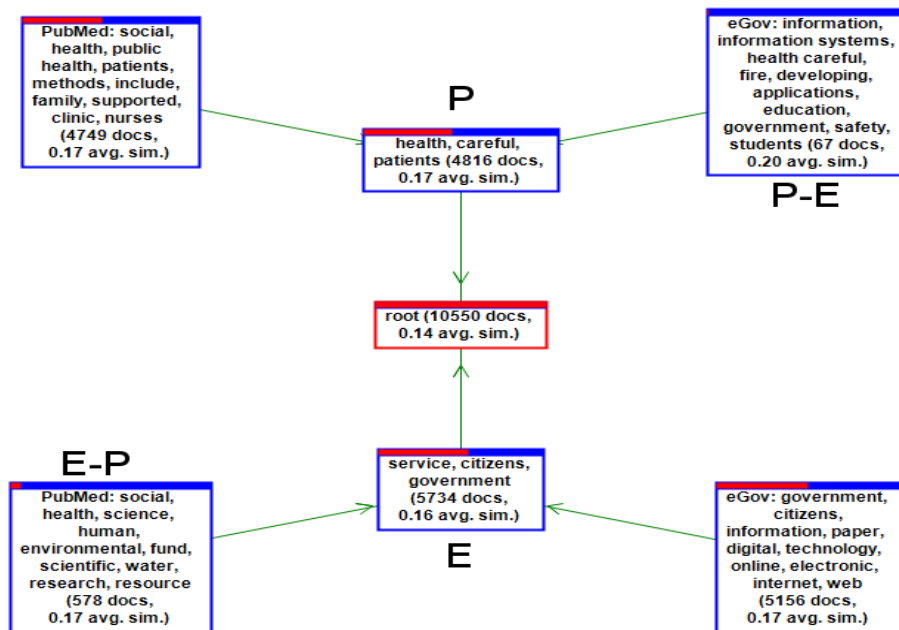 PubMed: social,
health, public
health, patients,
methods, include,
family, supported,
clinic, nurses
(4749 docs,
0.17 avg. sim.)
P
health, careful,
patients (4816 docs,
0.17 avg. sim.)
eGov: information,
information systems,
health careful,
fire, developing,
applications,
education,
government, safety,
students (67 docs,
0.20 avg. sim.)
P-E
root (10550 docs,
0.14 avg. sim.)
E-P
PubMed: social,
health, science,
human,
environmental, fund,
scientific, water,
research, resource
(578 docs,
0.17 avg. sim.)
service, citizens,
government
(5734 docs,
0.16 avg. sim.)
E
eGov: government,
citizens,
information, paper,
digital, technology,
online, electronic,
internet, web
(5156 docs,
0.17 avg. sim.)